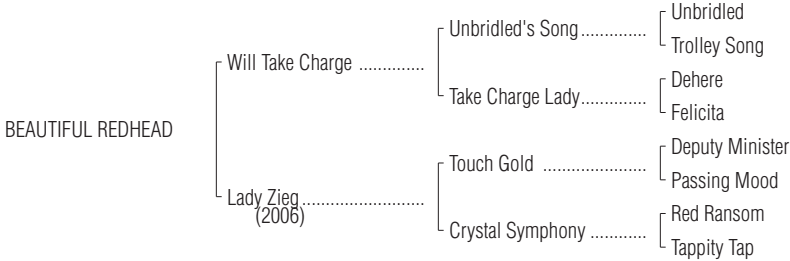 Unbridled
Unbridled's Song..............
Trolley Song
Will Take Charge ..............
Dehere
Take Charge Lady..............
Felicita
BEAUTIFUL REDHEAD
Deputy Minister
Touch Gold ......................
Passing Mood
Lady Zieg..........................
(2006)
Red Ransom
Crystal Symphony ............
Tappity Tap